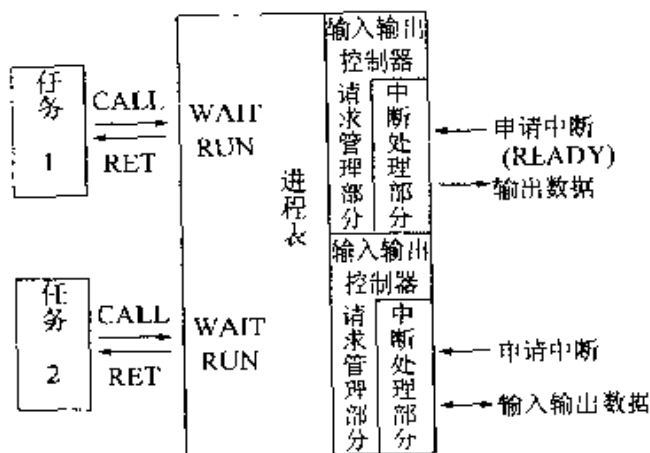 任务
1
CALL
RET
WAIT
RUN
进程表
输入输出
控制器
请求管理部分
中断处理部分
申请中断
(READY)
输出数据
任务
2
CALL
RET
WAIT
RUN
输入输出
控制器
请求管理部分
中断处理部分
申请中断
输入输出数据